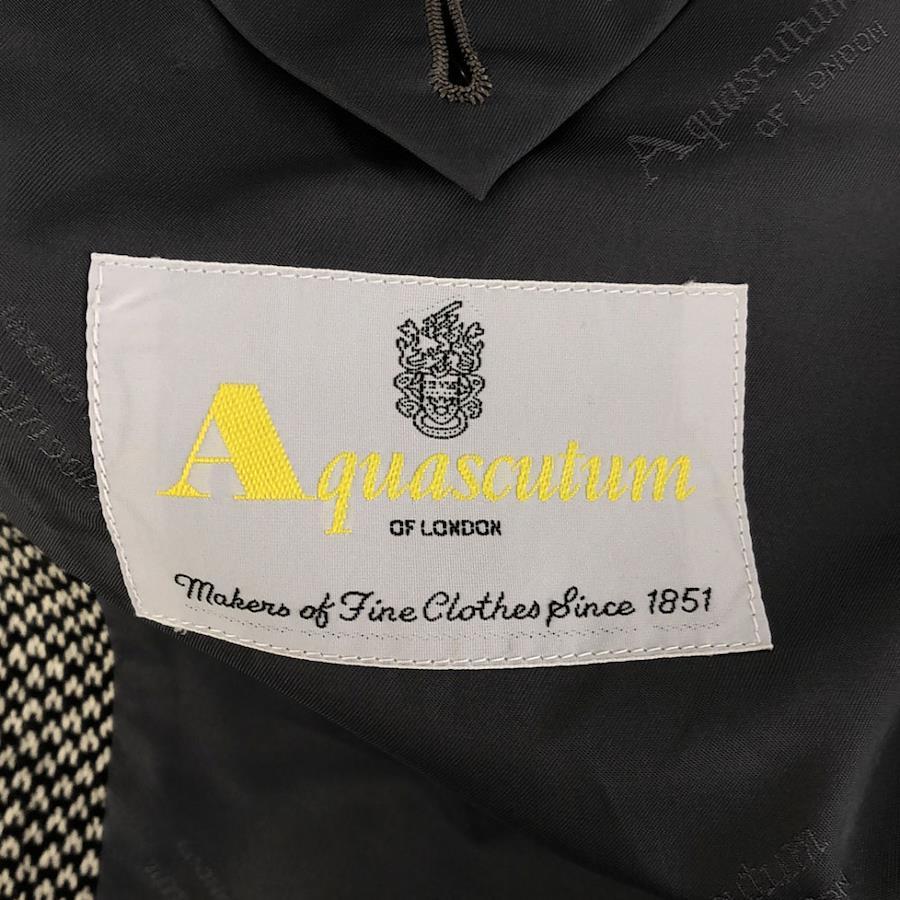 Aquascutum
OF LONDON
Aquascutum
OF LONDON
Makers of Fine Clothes Since 1851